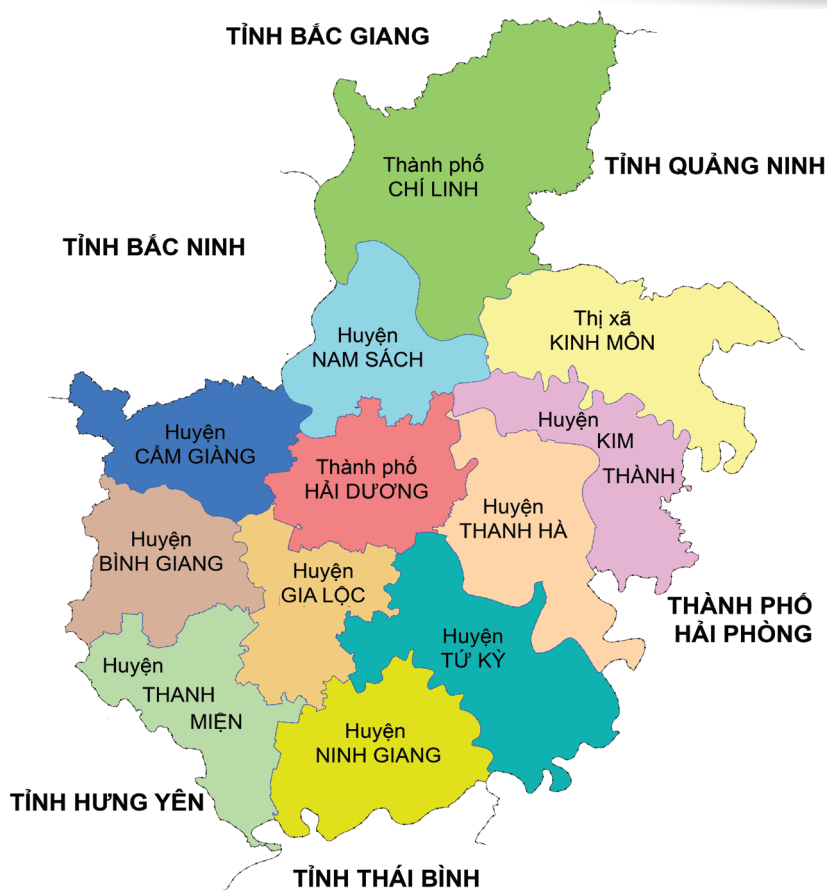 TỈNH BẮC GIANG
Thành phố
CHÍ LINH
TỈNH QUẢNG NINH
TỈNH BẮC NINH
Thị xã
KINH MÔN
Huyện
NAM SÁCH
Huyện
KIM
THÀNH
Huyện
CẨM GIÀNG
Thành phố
HẢI DƯƠNG
Huyện
THANH HÀ
Huyện
BÌNH GIANG
Huyện
GIA LỘC
THÀNH PHỐ
HẢI PHÒNG
Huyện
TỨ KỲ
Huyện
THANH
MIỆN
Huyện
NINH GIANG
TỈNH HƯNG YÊN
TỈNH THÁI BÌNH